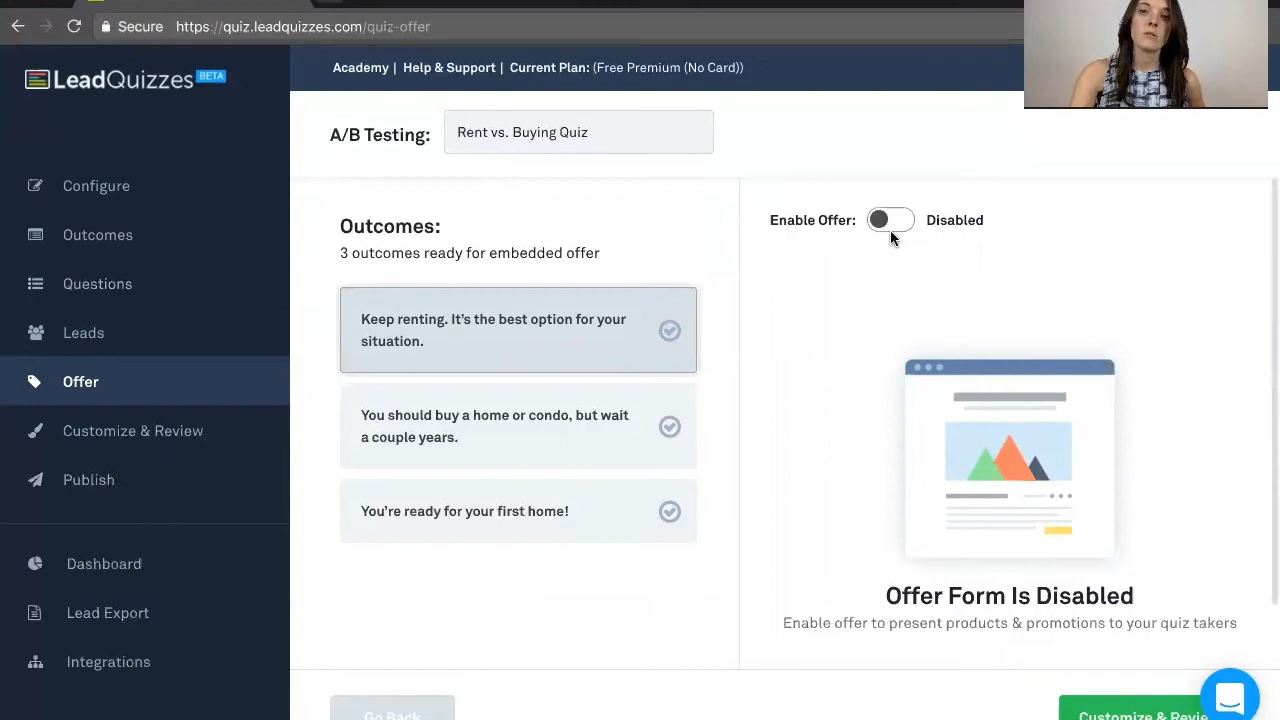 Secure https://quiz.leadquizzes.com/quiz-offer
LeadQuizzes BETA
Academy | Help & Support | Current Plan: (Free Premium (No Card))
A/B Testing: Rent vs. Buying Quiz
Configure
Outcomes
Questions
Leads
Offer
Customize & Review
Publish
Dashboard
Lead Export
Integrations
Outcomes:
3 outcomes ready for embedded offer
Keep renting. It's the best option for your
situation.
You should buy a home or condo, but wait
a couple years.
You're ready for your first home!
Enable Offer: Disabled
Offer Form Is Disabled
Enable offer to present products & promotions to your quiz takers
Go Back
Customize & Revie